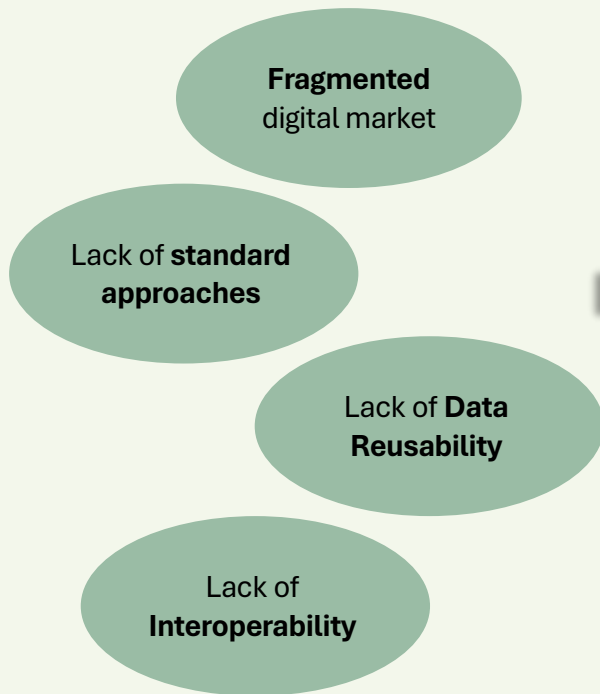 Fragmented
digital market
Lack of standard
approaches
Lack of Data
Reusability
Lack of
Interoperability